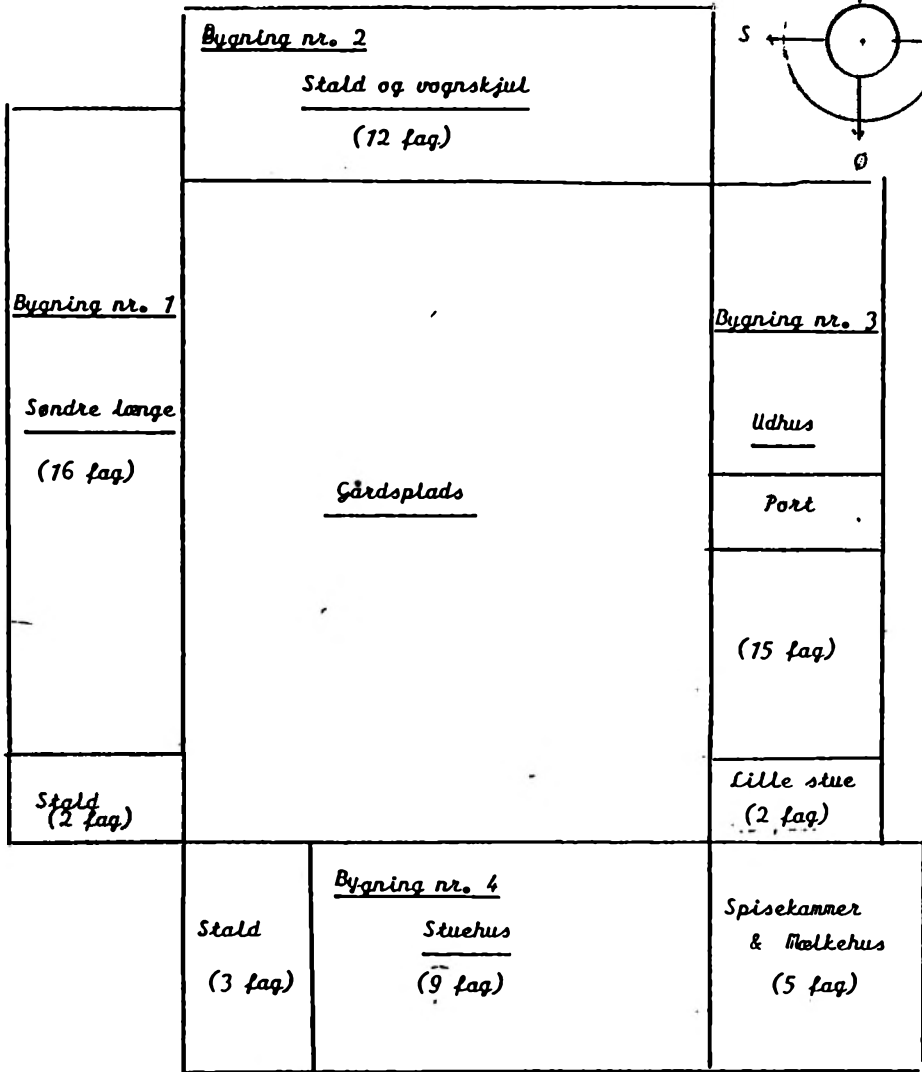 Bygning nr. 2
Stald og vognskjul
(12 fag)
S
Ø
Bygning nr. 1
Søndre længe
(16 fag)
Stald
(2 fag)
Gårdsplads
Bygning nr. 3
Udhus
Port
(15 fag)
Lille stue
(2 fag)
Stald
(3 fag)
Bygning nr. 4
Stuehus
(9 fag)
Spisekammer
& Mælkehus
(5 fag)